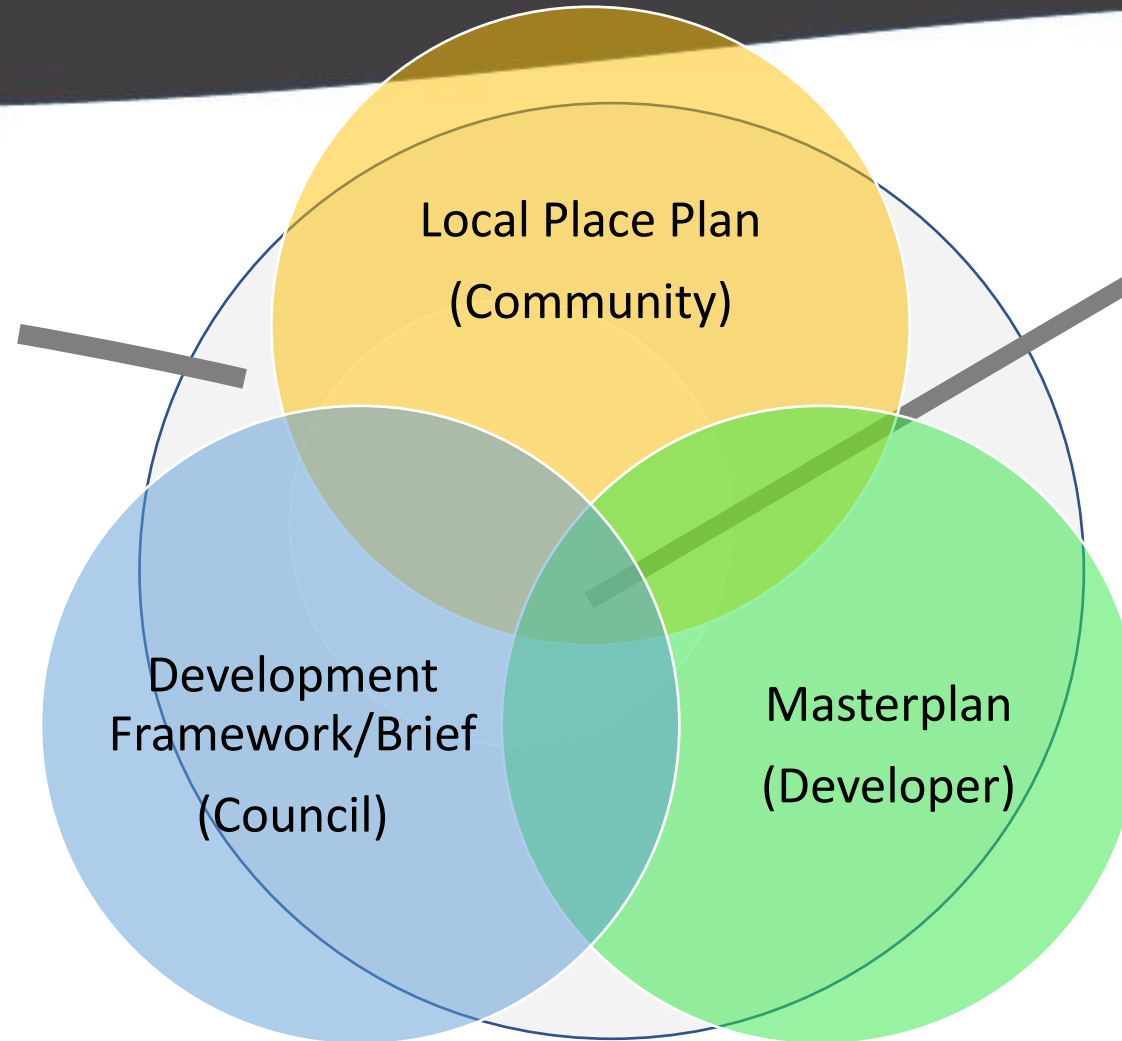 Local Place Plan
(Community)
Development
Framework/Brief
(Council)
Masterplan
(Developer)